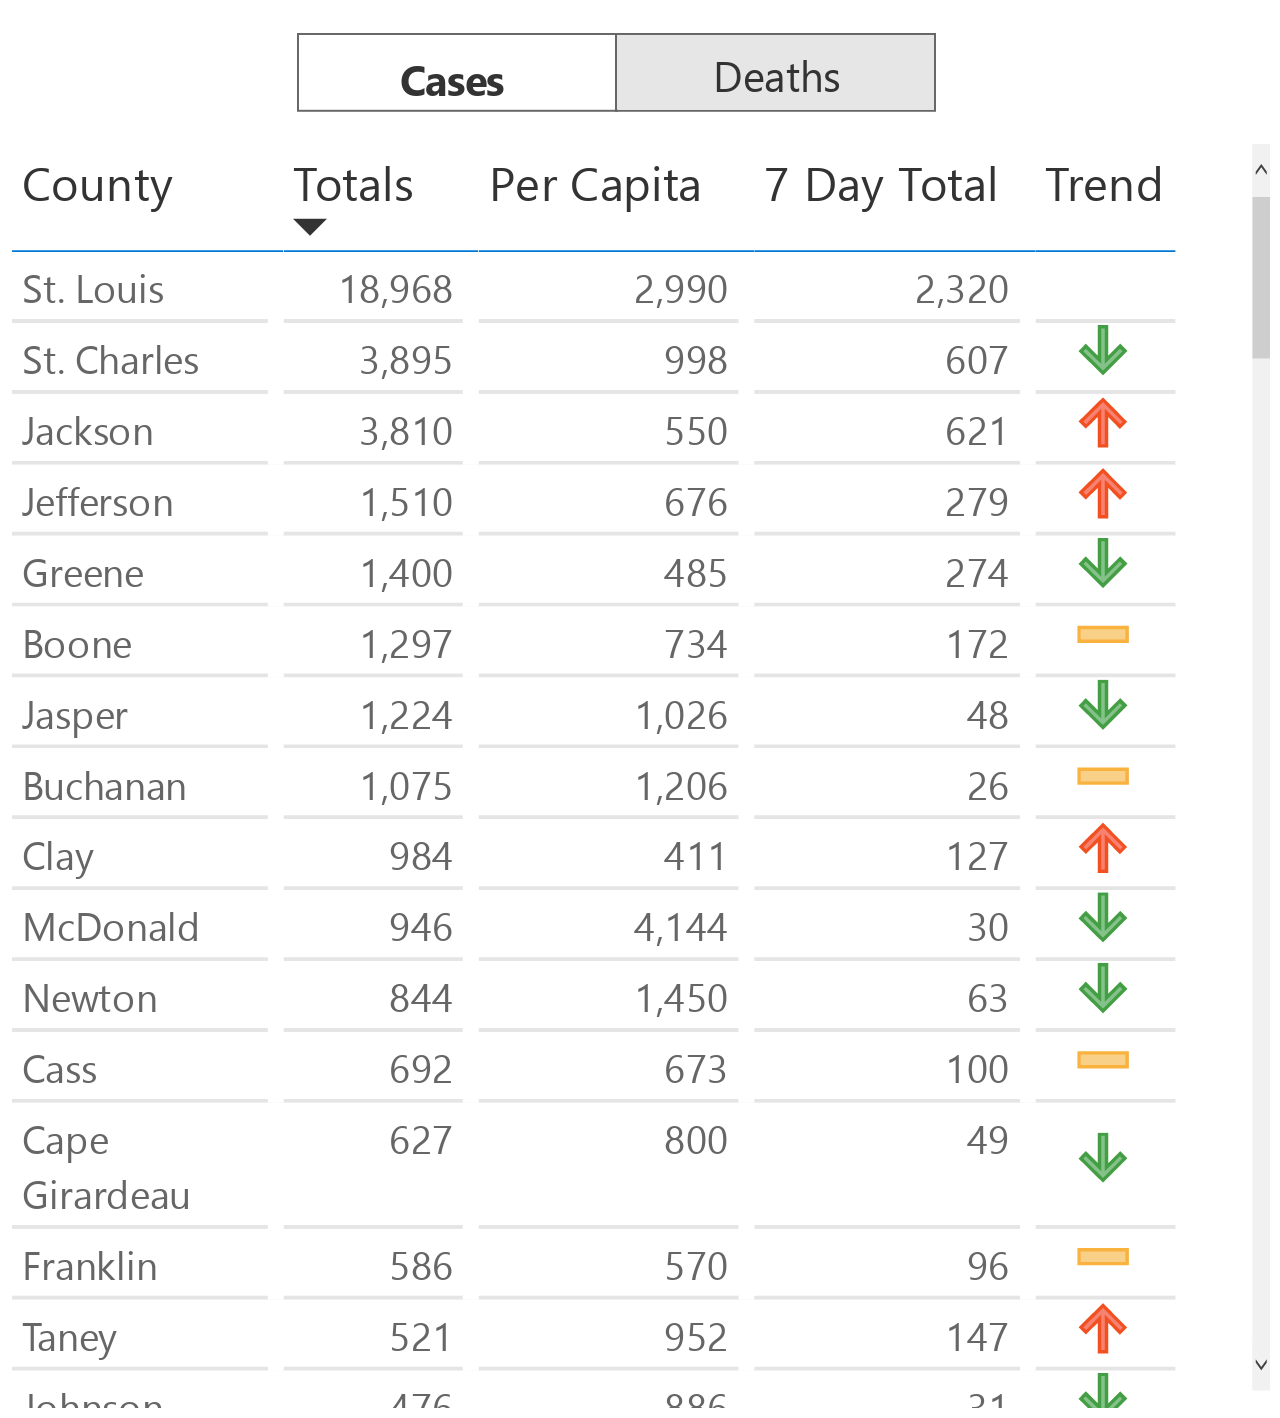 Cases Deaths
County Totals Per Capita 7 Day Total Trend
St. Louis 18,968 2,990 2,320
St. Charles 3,895 998 607
Jackson 3,810 550 621
Jefferson 1,510 676 279
Greene 1,400 485 274
Boone 1,297 734 172
Jasper 1,224 1,026 48
Buchanan 1,075 1,206 26
Clay 984 411 127
McDonald 946 4,144 30
Newton 844 1,450 63
Cass 692 673 100
Cape 627 800 49
Girardeau
Franklin 586 570 96
Taney 521 952 147
Johnson 476 886 31